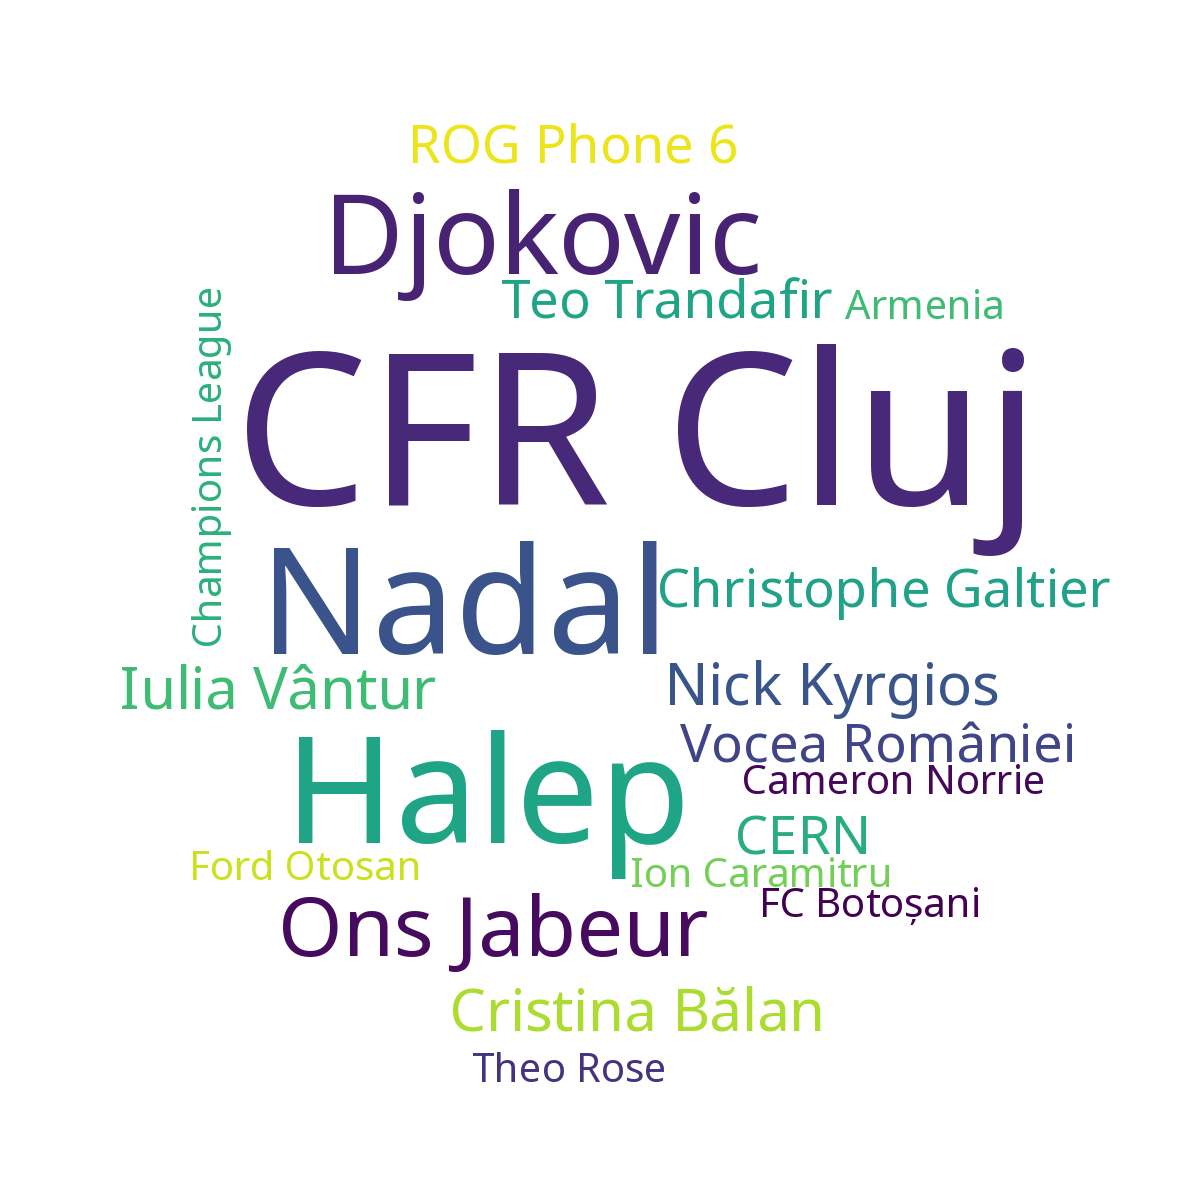 ROG Phone 6
Djokovic
Teo Trandafir
Armenia
Champions League
CFR Cluj
Nadal
Christophe Galtier
Iulia Vântur
Nick Kyrgios
Vocea României
Halep
Cameron Norrie
CERN
Ford Otosan
Ion Caramitru
Ons Jabeur
FC Botoșani
Cristina Bălan
Theo Rose